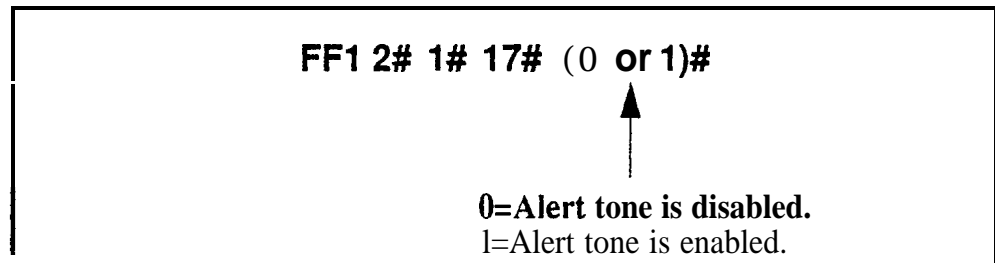 FF1 2# 1# 17# (0 or 1)#
0=Alert tone is disabled.
l=Alert tone is enabled.